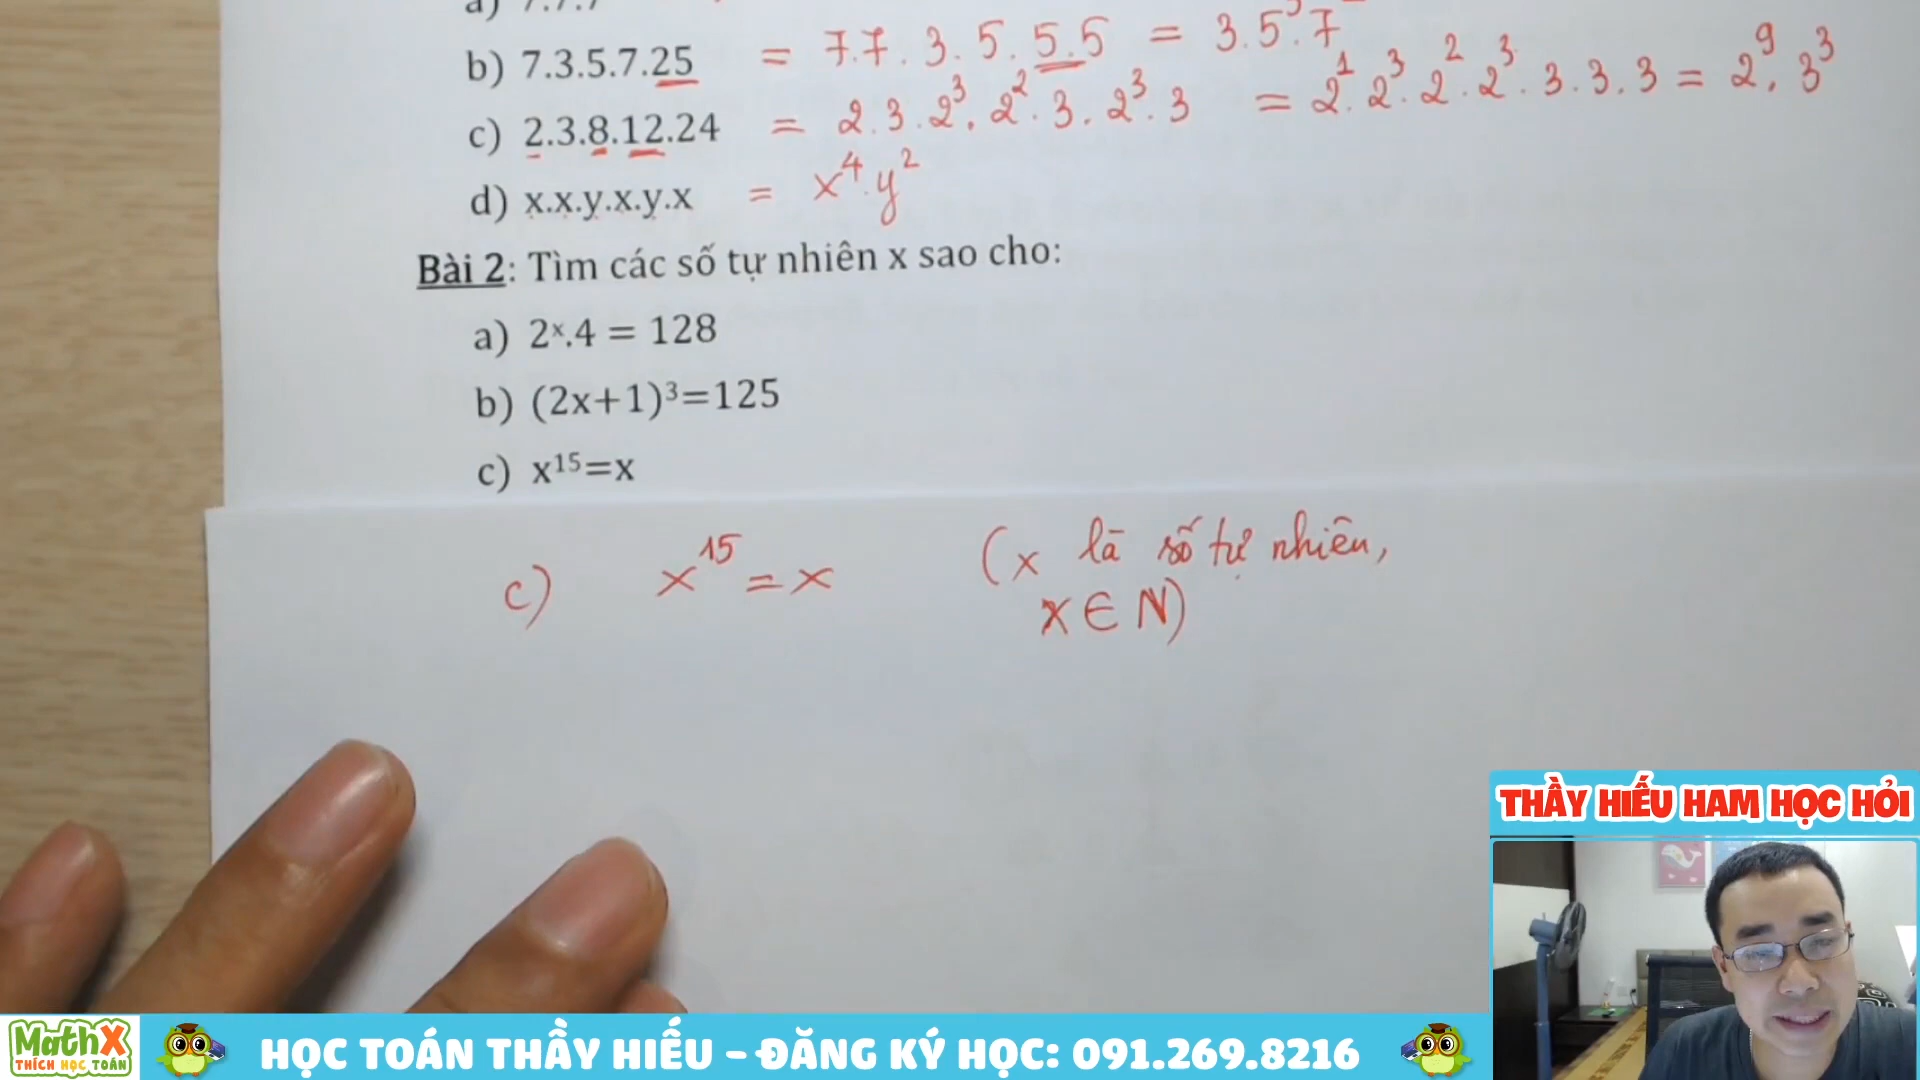 a) 7.7.7
b) 7.3.5.7.25 = 7.7.3.5.5.5 = 3.5³.7
c) 2.3.8.12.24 = 2.3.2³.2².3.2³.3 = 2¹.2³.2².2³.3.3.3 = 2⁹.3³
d) x.x.y.x.y.x = x⁴.y²
Bài 2: Tìm các số tự nhiên x sao cho:
a) 2ˣ.4 = 128
b) (2x+1)³=125
c) x¹⁵=x
c) x¹⁵ = x (x là số tự nhiên,
x ∈ N)
THẦY HIẾU HAM HỌC HỎI
MathX
THÍCH HỌC TOÁN
HỌC TOÁN THẦY HIẾU - ĐĂNG KÝ HỌC: 091.269.8216